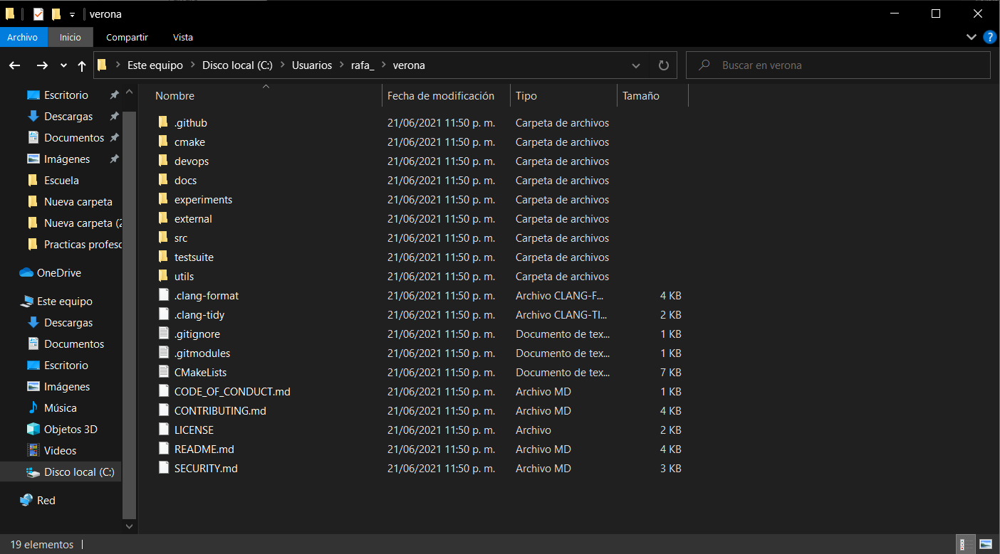 verona
Archivo Inicio Compartir Vista
Este equipo Disco local (C:) Usuarios rafa_ verona
Buscar en verona
Escritorio
Descargas
Documentos
Imágenes
Escuela
Nueva carpeta
Nueva carpeta (2
Practicas profesc
OneDrive
Este equipo
Descargas
Documentos
Escritorio
Imágenes
Música
Objetos 3D
Videos
Disco local (C:)
Red
Nombre Fecha de modificación Tipo Tamaño
.github 21/06/2021 11:50 p. m. Carpeta de archivos
cmake 21/06/2021 11:50 p. m. Carpeta de archivos
devops 21/06/2021 11:50 p. m. Carpeta de archivos
docs 21/06/2021 11:50 p. m. Carpeta de archivos
experiments 21/06/2021 11:50 p. m. Carpeta de archivos
external 21/06/2021 11:50 p. m. Carpeta de archivos
src 21/06/2021 11:50 p. m. Carpeta de archivos
testsuite 21/06/2021 11:50 p. m. Carpeta de archivos
utils 21/06/2021 11:50 p. m. Carpeta de archivos
.clang-format 21/06/2021 11:50 p. m. Archivo CLANG-F... 4 KB
.clang-tidy 21/06/2021 11:50 p. m. Archivo CLANG-TI... 2 KB
.gitignore 21/06/2021 11:50 p. m. Documento de tex... 1 KB
.gitmodules 21/06/2021 11:50 p. m. Documento de tex... 1 KB
CMakeLists 21/06/2021 11:50 p. m. Documento de tex... 7 KB
CODE_OF_CONDUCT.md 21/06/2021 11:50 p. m. Archivo MD 1 KB
CONTRIBUTING.md 21/06/2021 11:50 p. m. Archivo MD 4 KB
LICENSE 21/06/2021 11:50 p. m. Archivo 2 KB
README.md 21/06/2021 11:50 p. m. Archivo MD 4 KB
SECURITY.md 21/06/2021 11:50 p. m. Archivo MD 3 KB
19 elementos